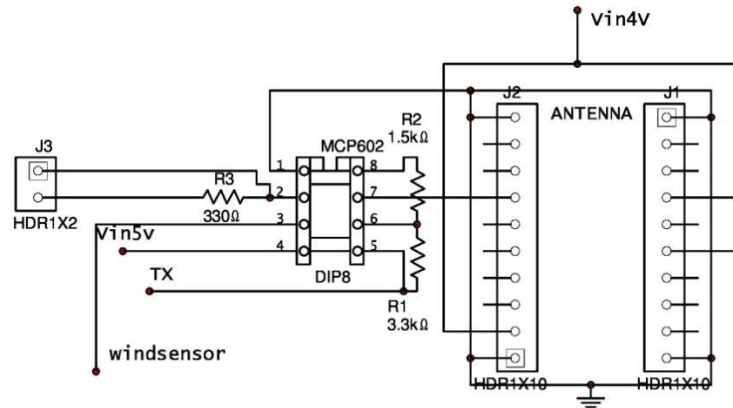 Vin4V
J2
J1
ANTENNA
R2
1.5kΩ
MCP602
J3
1
8
R3
2
7
330Ω
HDR1X2
3
6
Vin5v
4
5
TX
DIP8
R1
3.3kΩ
windsensor
HDR1X10
HDR1X10